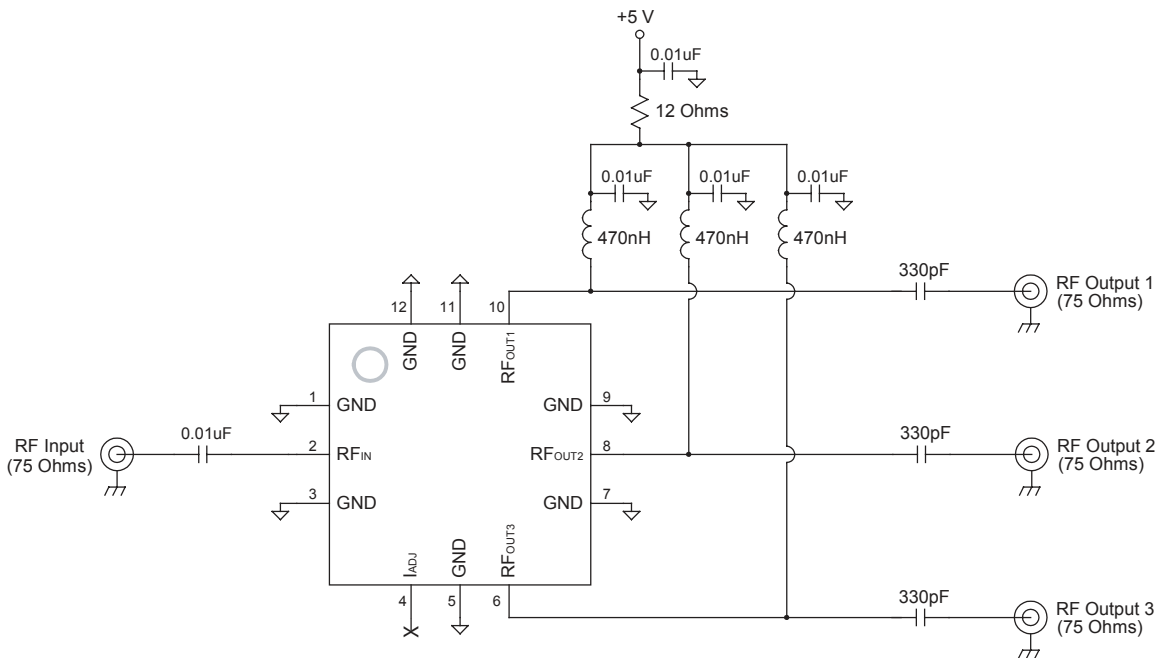 +5 V
0.01uF
12 Ohms
0.01uF
0.01uF
0.01uF
470nH
470nH
470nH
330pF
RF Output 1
(75 Ohms)
12
11
10
GND
GND
RFOUT1
1
GND
GND
9
RF Input
(75 Ohms)
0.01uF
2
RFIN
RFOUT2
8
330pF
RF Output 2
(75 Ohms)
3
GND
GND
7
IADJ
GND
RFOUT3
4
5
6
330pF
RF Output 3
(75 Ohms)